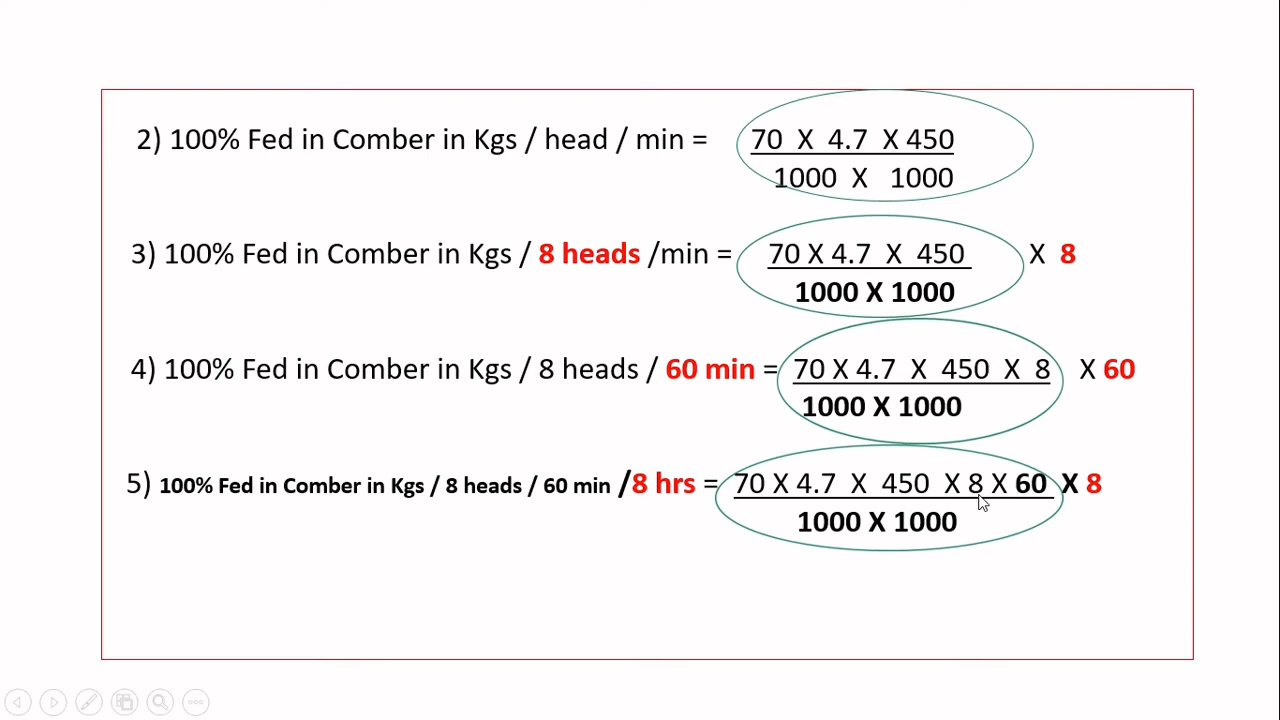 2) 100% Fed in Comber in Kgs / head / min = 70 X 4.7 X 450
1000 X 1000
3) 100% Fed in Comber in Kgs / 8 heads /min = 70 X 4.7 X 450 X 8
1000 X 1000
4) 100% Fed in Comber in Kgs / 8 heads / 60 min = 70 X 4.7 X 450 X 8 X 60
1000 X 1000
5) 100% Fed in Comber in Kgs / 8 heads / 60 min /8 hrs = 70 X 4.7 X 450 X 8 X 60 X 8
1000 X 1000